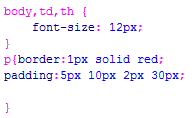 body,td,th {
    font-size: 12px;
}
p{border:1px solid red;
padding:5px 10px 2px 30px;
}